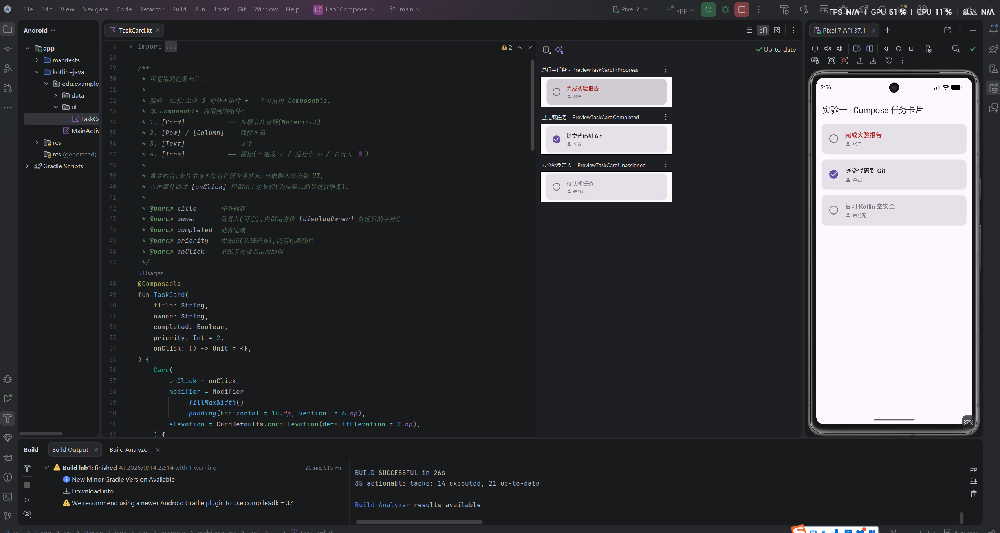 File Edit View Navigate Code Refactor Build Run Tools Git Window Help LC Lab1Compose main Pixel 7 app
FPS N/A | GPU 51% | CPU 11% | 延迟 N/A
Android
app
manifests
kotlin+java
edu.example
data
ui
TaskCa
MainActiv
res
res (generated)
Gradle Scripts
TaskCard.kt
2
3 import ...
28
29 /**
30 * 可复用的任务卡片。
31 *
32 * 实验一要求:至少 3 种基本组件 + 一个可复用 Composable。
33 * 本 Composable 内用到的组件:
34 * 1. [Card] —— 外层卡片容器(Material3)
35 * 2. [Row] / [Column] —— 线性布局
36 * 3. [Text] —— 文字
37 * 4. [Icon] —— 图标(已完成 ✓ / 进行中 ⊙ / 负责人 👤)
38 *
39 * 重要约定:卡片本身不持有任何业务状态,只根据入参渲染 UI;
40 * 点击事件通过 [onClick] 回调由上层处理(为实验二的导航做准备)。
41 *
42 * @param title 任务标题
43 * @param owner 负责人(可空),由调用方传 [displayOwner] 处理后的字符串
44 * @param completed 是否完成
45 * @param priority 优先级(拓展任务),决定标题颜色
46 * @param onClick 整张卡片被点击的回调
47 */
5 Usages
48 @Composable
49 fun TaskCard(
50 title: String,
51 owner: String,
52 completed: Boolean,
53 priority: Int = 2,
54 onClick: () -> Unit = {},
55 ) {
56 Card(
57 onClick = onClick,
58 modifier = Modifier
59 .fillMaxWidth()
60 .padding(horizontal = 16.dp, vertical = 6.dp),
61 elevation = CardDefaults.cardElevation(defaultElevation = 2.dp),
62 ) {
Up-to-date
进行中任务 - PreviewTaskCardInProgress
完成实验报告
张三
已完成任务 - PreviewTaskCardCompleted
提交代码到 Git
李四
未分配负责人 - PreviewTaskCardUnassigned
待认领任务
未分配
Pixel 7 API 37.1
2:56
实验一 · Compose 任务卡片
完成实验报告
张三
提交代码到 Git
李四
复习 Kotlin 空安全
未分配
37%
Build Build Output Build Analyzer
Build lab1: finished At 2026/9/14 22:14 with 1 warning 26 sec, 615 ms
New Minor Gradle Version Available
Download info
We recommend using a newer Android Gradle plugin to use compileSdk = 37
BUILD SUCCESSFUL in 26s
35 actionable tasks: 14 executed, 21 up-to-date
Build Analyzer results available
lab1 app src main java edu example mobilecourse lab1 ui TaskCard.kt
中
LF UTF-8 4 spaces